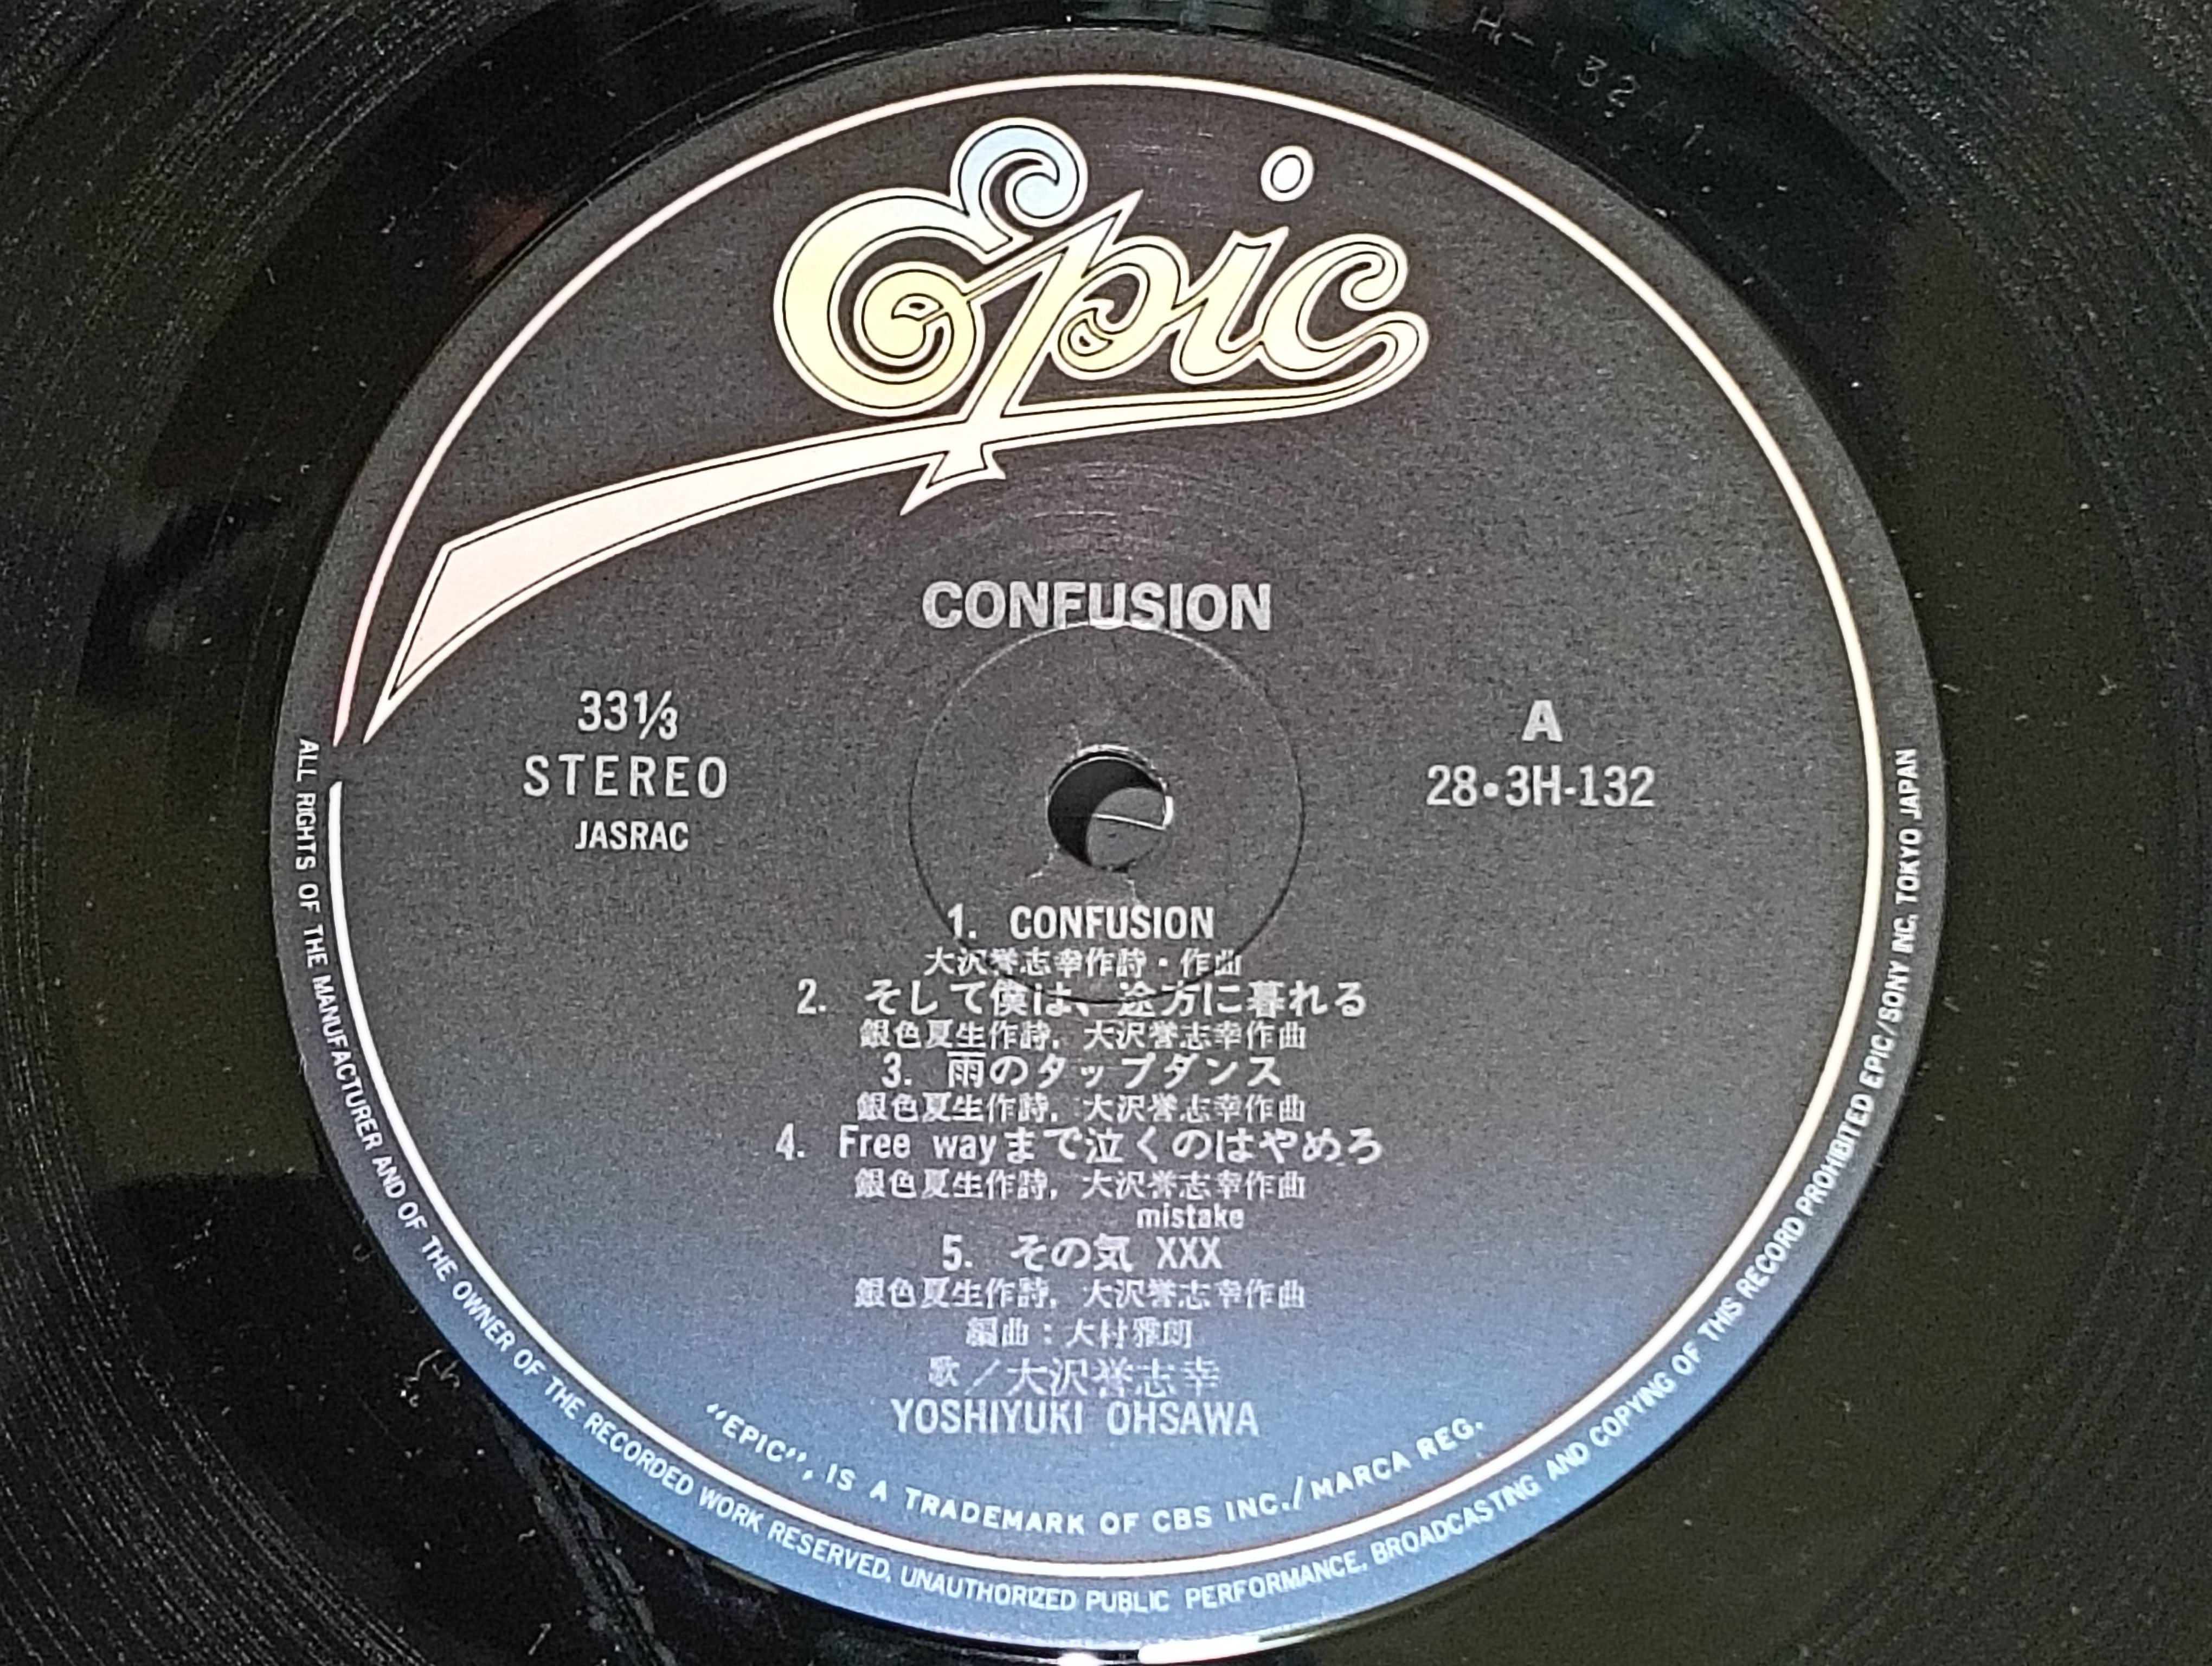 H-132A1
Epic
CONFUSION
33⅓
STEREO
JASRAC
A
28•3H-132
1. CONFUSION
大沢誉志幸作詩・作曲
2. そして僕は、途方に暮れる
銀色夏生作詩，大沢誉志幸作曲
3. 雨のタップダンス
銀色夏生作詩，大沢誉志幸作曲
4. Free wayまで泣くのはやめろ
銀色夏生作詩，大沢誉志幸作曲
mistake
5. その気 XXX
銀色夏生作詩，大沢誉志幸作曲
編曲：大村雅朗
歌／大沢誉志幸
YOSHIYUKI OHSAWA
“EPIC”, IS A TRADEMARK OF CBS INC./MARCA REG.
ALL RIGHTS OF THE MANUFACTURER AND OF THE OWNER OF THE RECORDED WORK RESERVED. UNAUTHORIZED PUBLIC PERFORMANCE. BROADCASTING AND COPYING OF THIS RECORD PROHIBITED EPIC/SONY INC. TOKYO JAPAN